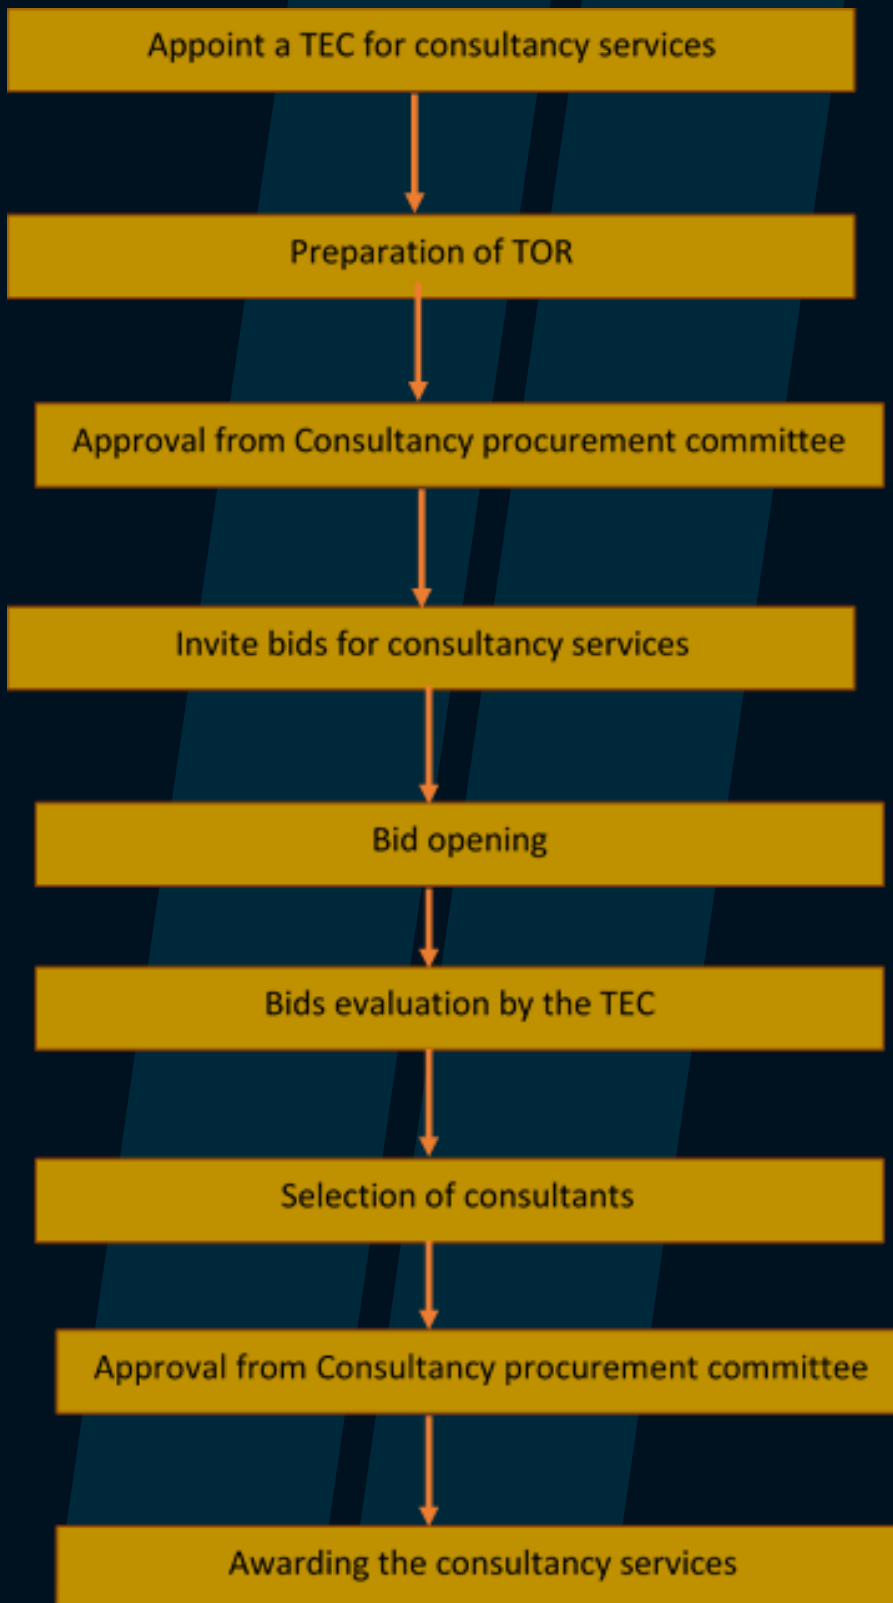 Appoint a TEC for consultancy services
Preparation of TOR
Approval from Consultancy procurement committee
Invite bids for consultancy services
Bid opening
Bids evaluation by the TEC
Selection of consultants
Approval from Consultancy procurement committee
Awarding the consultancy services